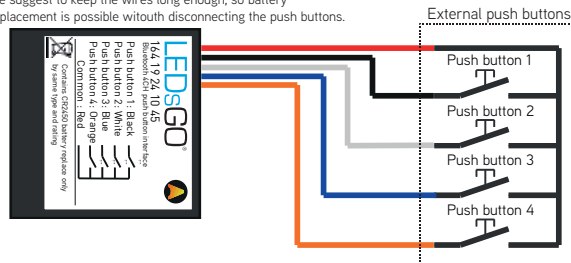 e suggest to keep the wires long enough, so battery
placement is possible witouth disconnecting the push buttons.
External push buttons
LEDsGO®
164 19 24 10 45
Bluetooth 4CH push button interface
Push button 1: Black
Push button 2: White
Push button 3: Blue
Push button 4: Orange
Common : Red
Contains CR2450 battery replace only
by same type and rating
Push button 1
Push button 2
Push button 3
Push button 4